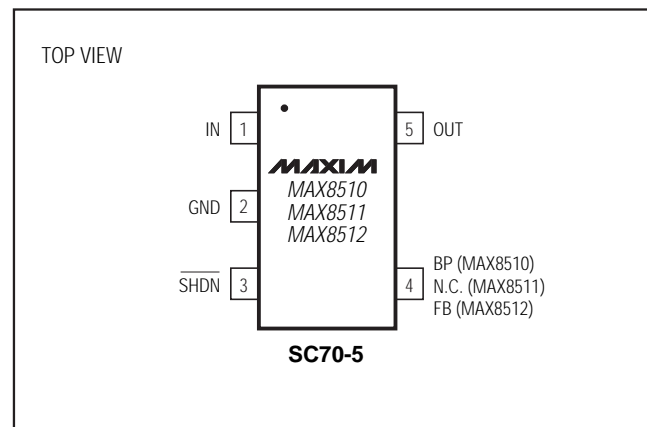 TOP VIEW
IN 1
5 OUT
MAXIM
MAX8510
MAX8511
MAX8512
GND 2
SHDN 3
4
BP (MAX8510)
N.C. (MAX8511)
FB (MAX8512)
SC70-5